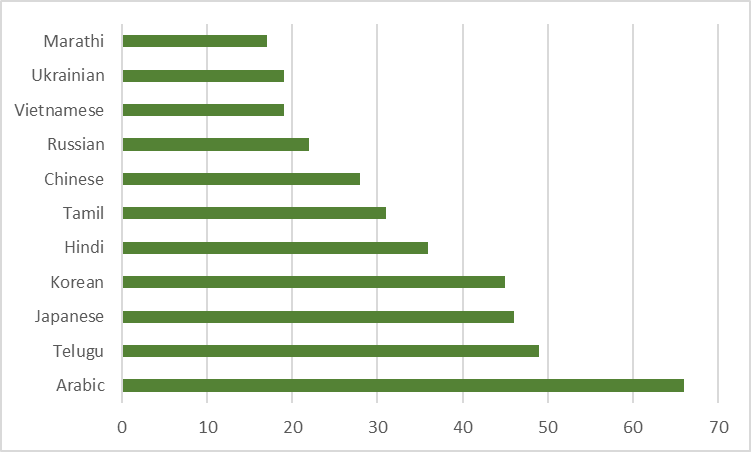 Marathi
Ukrainian
Vietnamese
Russian
Chinese
Tamil
Hindi
Korean
Japanese
Telugu
Arabic
0 10 20 30 40 50 60 70